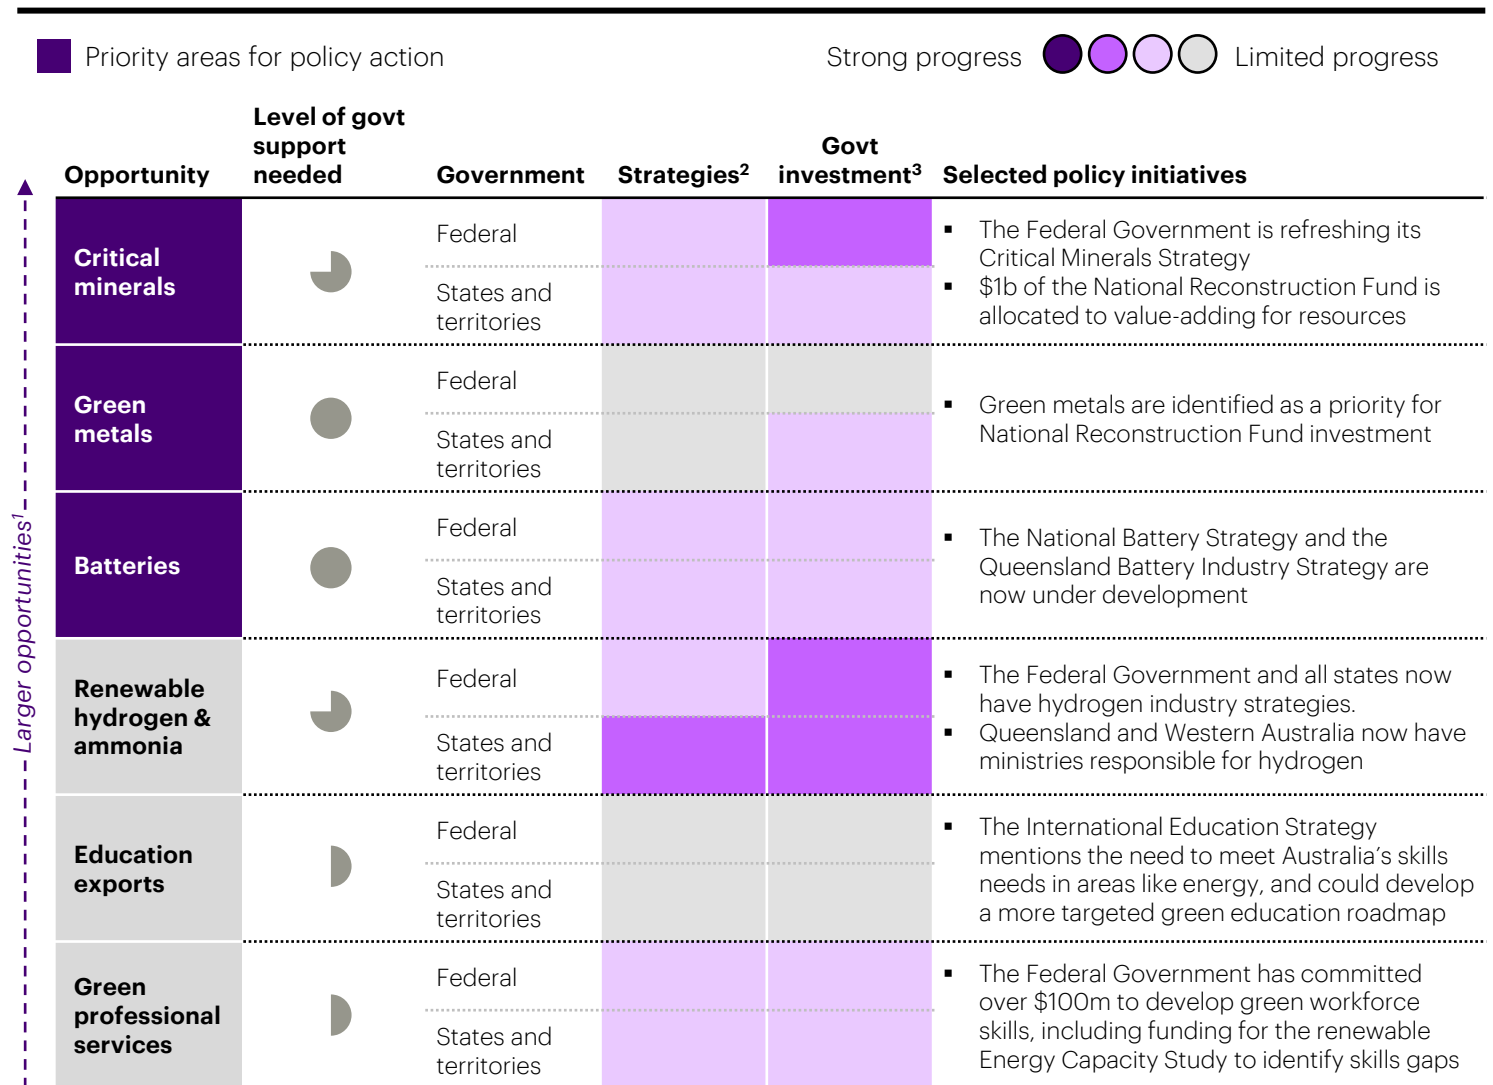 Priority areas for policy action
Strong progress
Limited progress
Opportunity
Level of govt
support
needed
Government
Strategies²
Govt
investment³
Selected policy initiatives
Larger opportunities¹
Critical
minerals
Federal
States and
territories
▪ The Federal Government is refreshing its
Critical Minerals Strategy
▪ $1b of the National Reconstruction Fund is
allocated to value-adding for resources
Green
metals
Federal
States and
territories
▪ Green metals are identified as a priority for
National Reconstruction Fund investment
Batteries
Federal
States and
territories
▪ The National Battery Strategy and the
Queensland Battery Industry Strategy are
now under development
Renewable
hydrogen &
ammonia
Federal
States and
territories
▪ The Federal Government and all states now
have hydrogen industry strategies.
▪ Queensland and Western Australia now have
ministries responsible for hydrogen
Education
exports
Federal
States and
territories
▪ The International Education Strategy
mentions the need to meet Australia’s skills
needs in areas like energy, and could develop
a more targeted green education roadmap
Green
professional
services
Federal
States and
territories
▪ The Federal Government has committed
over $100m to develop green workforce
skills, including funding for the renewable
Energy Capacity Study to identify skills gaps